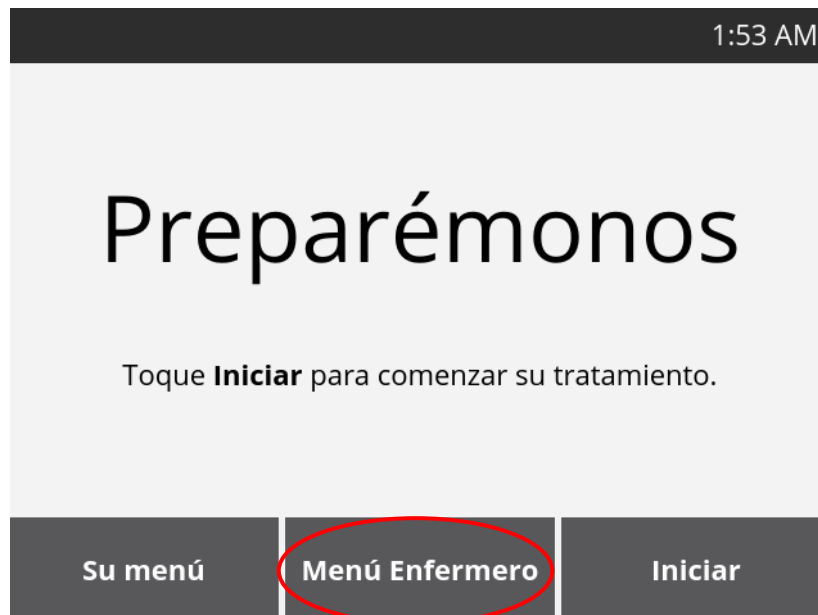 1:53 AM
Preparémonos
Toque Iniciar para comenzar su tratamiento.
Su menú
Menú Enfermero
Iniciar